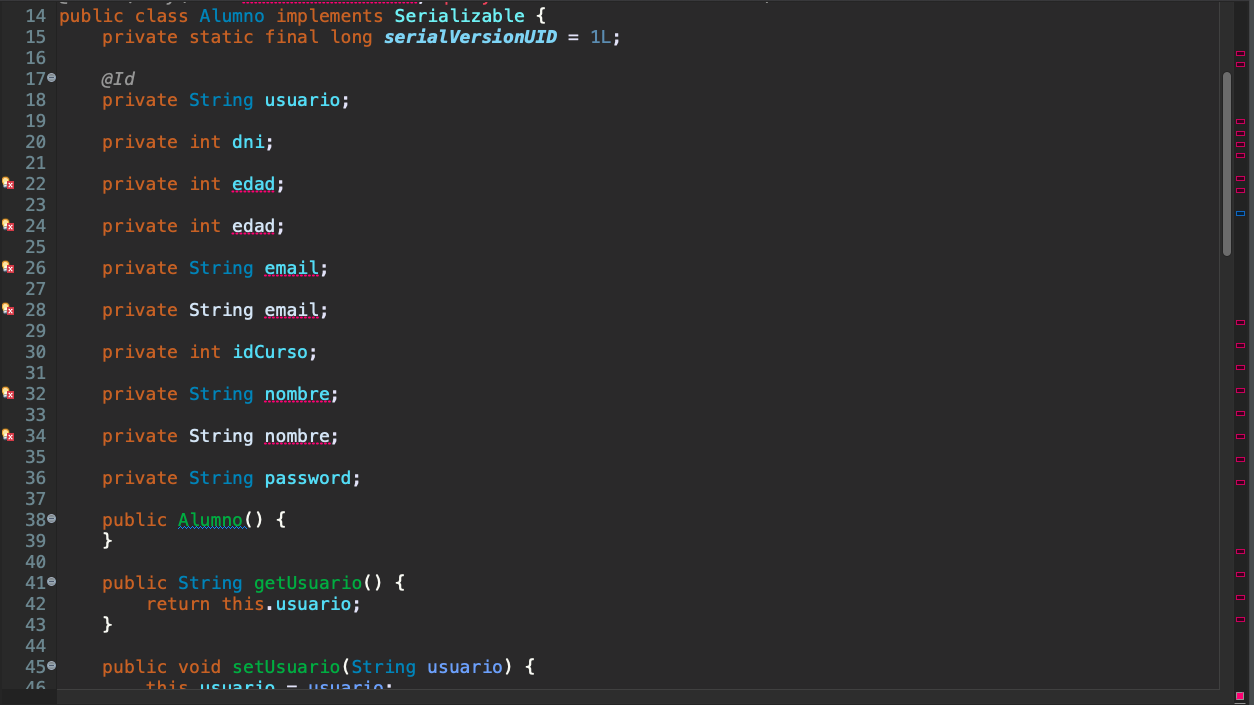 14 public class Alumno implements Serializable {
15     private static final long serialVersionUID = 1L;
16
17     @Id
18     private String usuario;
19
20     private int dni;
21
22     private int edad;
23
24     private int edad;
25
26     private String email;
27
28     private String email;
29
30     private int idCurso;
31
32     private String nombre;
33
34     private String nombre;
35
36     private String password;
37
38     public Alumno() {
39     }
40
41     public String getUsuario() {
42         return this.usuario;
43     }
44
45     public void setUsuario(String usuario) {
46         this.usuario = usuario;